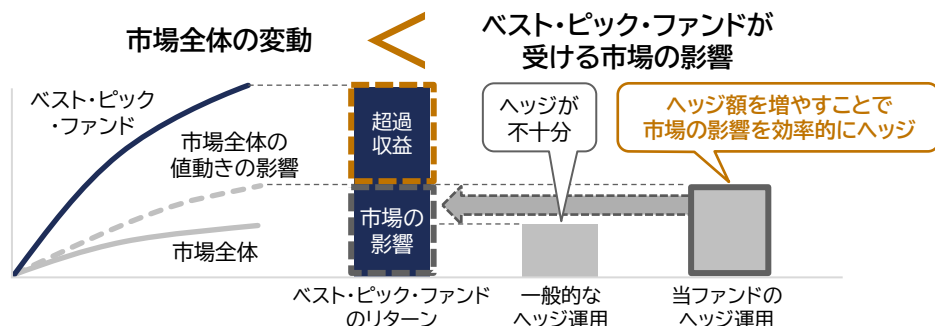 市場全体の変動
<
ベスト・ピック・ファンドが
受ける市場の影響
ベスト・ピック
・ファンド
市場全体の
値動きの影響
市場全体
超過
収益
市場の
影響
ヘッジが
不十分
ヘッジ額を増やすことで
市場の影響を効率的にヘッジ
ベスト・ピック・ファンド
のリターン
一般的な
ヘッジ運用
当ファンドの
ヘッジ運用